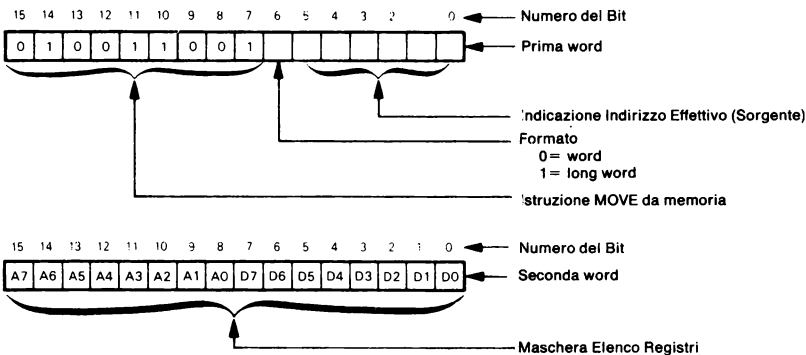 15 14 13 12 11 10 9 8 7 6 5 4 3 2 0 Numero del Bit
0 1 0 0 1 1 0 0 1 Prima word
Indicazione Indirizzo Effettivo (Sorgente)
Formato
0= word
1= long word
Istruzione MOVE da memoria
15 14 13 12 11 10 9 8 7 6 5 4 3 2 1 0 Numero del Bit
A7 A6 A5 A4 A3 A2 A1 A0 D7 D6 D5 D4 D3 D2 D1 D0 Seconda word
Maschera Elenco Registri